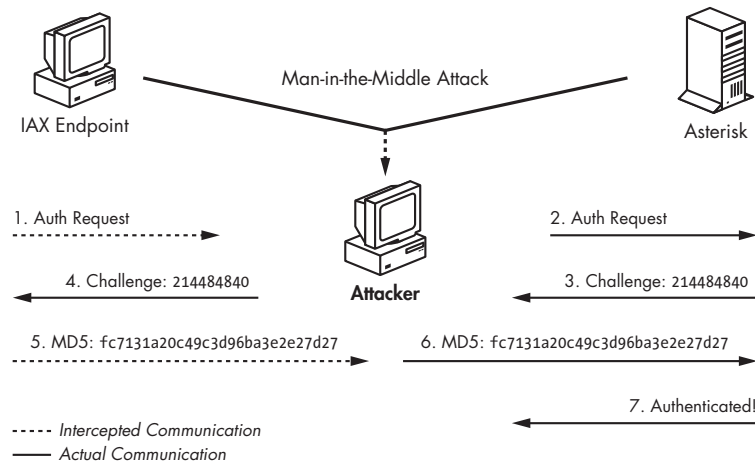 Man-in-the-Middle Attack
IAX Endpoint
Asterisk
1. Auth Request
2. Auth Request
Attacker
4. Challenge: 214484840
3. Challenge: 214484840
5. MD5: fc7131a20c49c3d96ba3e2e27d27
6. MD5: fc7131a20c49c3d96ba3e2e27d27
7. Authenticated!
Intercepted Communication
Actual Communication